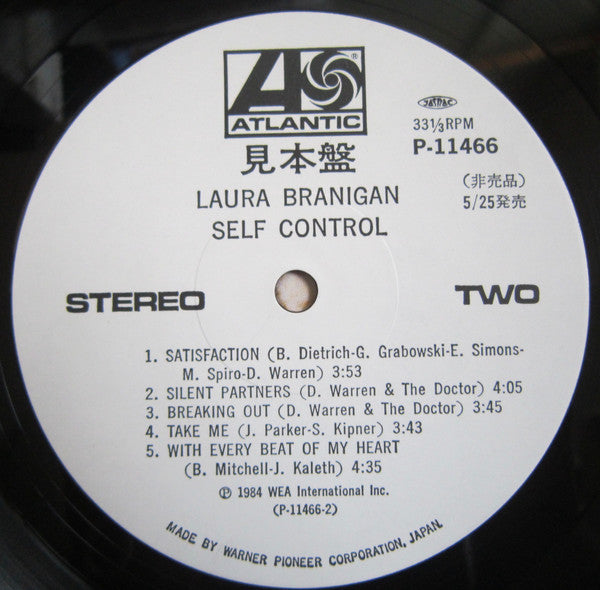 ATLANTIC
JASRAC
33⅓RPM
P-11466
見本盤
(非売品)
5/25発売
LAURA BRANIGAN
SELF CONTROL
STEREO
TWO
1. SATISFACTION (B. Dietrich-G. Grabowski-E. Simons-
M. Spiro-D. Warren) 3:53
2. SILENT PARTNERS (D. Warren & The Doctor) 4:05
3. BREAKING OUT (D. Warren & The Doctor) 3:45
4. TAKE ME (J. Parker-S. Kipner) 3:43
5. WITH EVERY BEAT OF MY HEART
(B. Mitchell-J. Kaleth) 4:35
℗ 1984 WEA International Inc.
(P-11466-2)
MADE BY WARNER PIONEER CORPORATION, JAPAN.